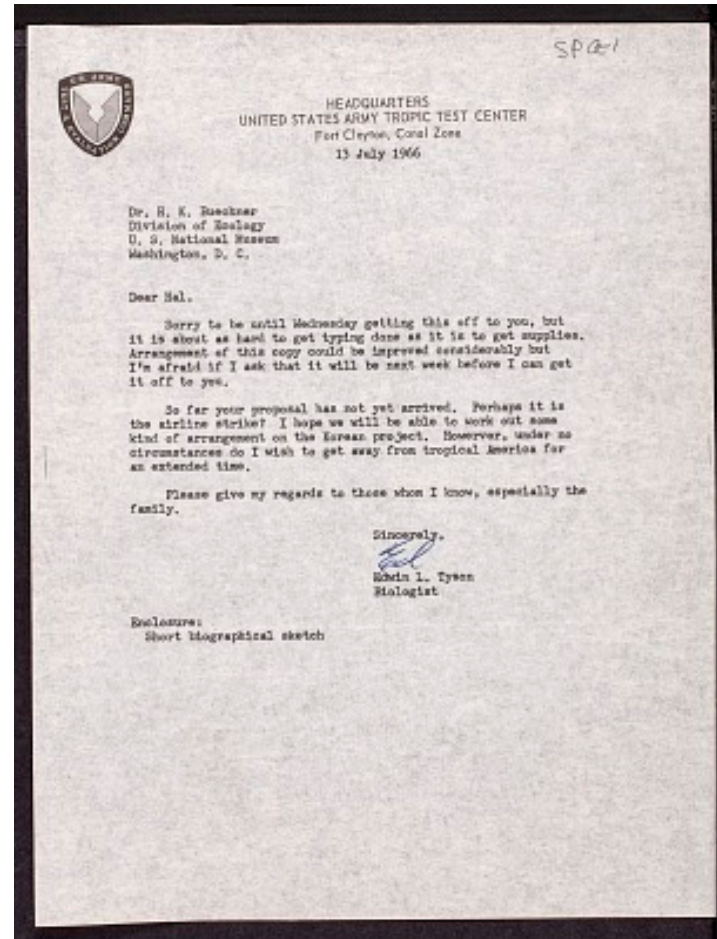 HEADQUARTERS
UNITED STATES ARMY TROPIC TEST CENTER
Fort Clayton, Canal Zone
13 July 1966
Dr. H. K. Buechner
Division of Ecology
U. S. National Museum
Washington, D. C.
Dear Hal.
Sorry to be until Wednesday getting this off to you, but
it is about as hard to get typing done as it is to get supplies.
Arrangement of this copy could be improved considerably but
I'm afraid if I ask that it will be next week before I can get
it off to you.
So far your proposal has not yet arrived. Perhaps it is
the airline strike? I hope we will be able to work out some
kind of arrangement on the Korean project. Howerver, under no
circumstances do I wish to get away from tropical America for
an extended time.
Please give my regards to those whom I know, especially the
family.
Sincerely,
Ed
Edwin L. Tyson
Biologist
Enclosure:
Short biographical sketch